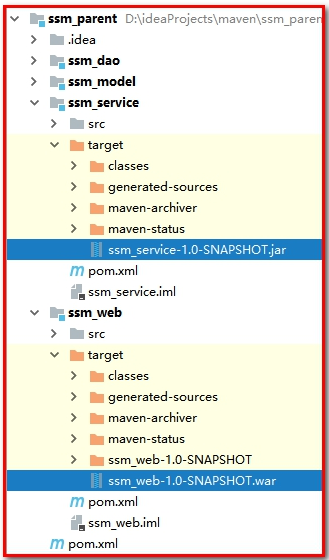 ssm_parent D:\ideaProjects\maven\ssm_paren
.idea
ssm_dao
ssm_model
ssm_service
src
target
classes
generated-sources
maven-archiver
maven-status
ssm_service-1.0-SNAPSHOT.jar
m pom.xml
ssm_service.iml
ssm_web
src
target
classes
generated-sources
maven-archiver
maven-status
ssm_web-1.0-SNAPSHOT
ssm_web-1.0-SNAPSHOT.war
m pom.xml
ssm_web.iml
m pom.xml